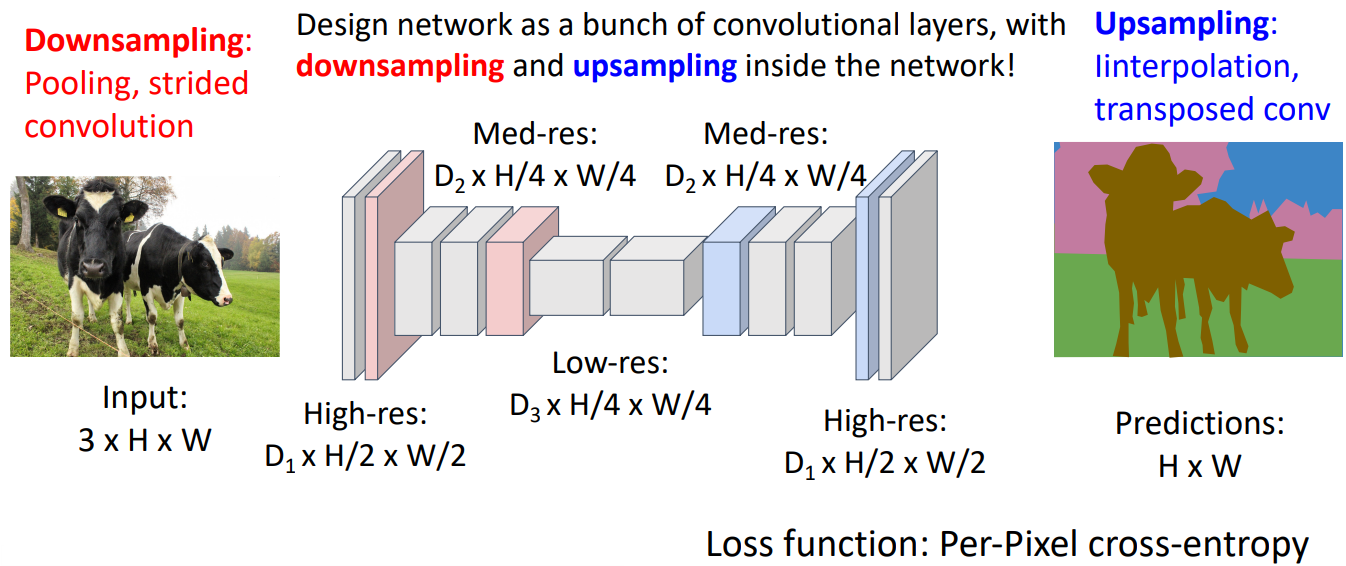 Downsampling:
Pooling, strided
convolution
Design network as a bunch of convolutional layers, with
downsampling and upsampling inside the network!
Upsampling:
Iinterpolation,
transposed conv
Med-res:
D₂ x H/4 x W/4
Med-res:
D₂ x H/4 x W/4
Low-res:
D₃ x H/4 x W/4
Input:
3 x H x W
High-res:
D₁ x H/2 x W/2
High-res:
D₁ x H/2 x W/2
Predictions:
H x W
Loss function: Per-Pixel cross-entropy